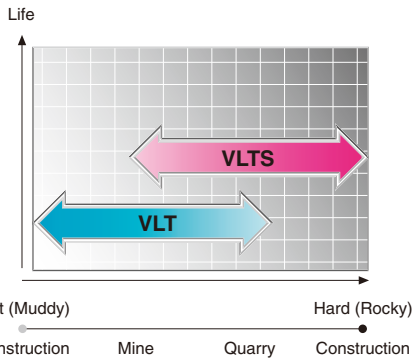 Life
VLTS
VLT
t (Muddy)
Hard (Rocky)
nstruction
Mine
Quarry
Construction